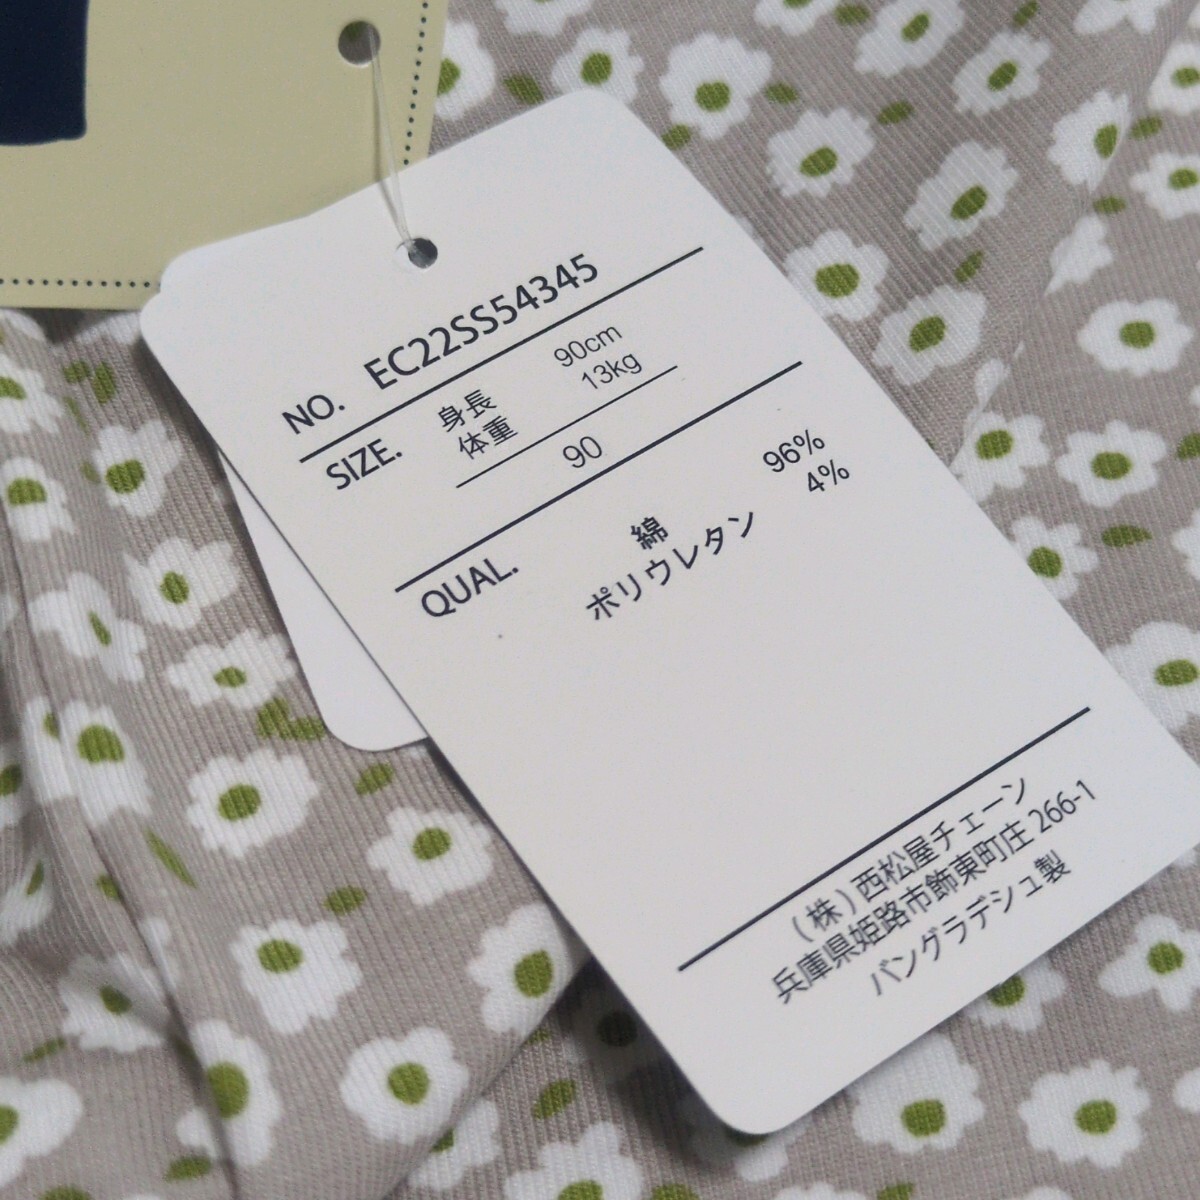 NO. EC22SS54345
SIZE. 身長 90cm
体重 13kg
90
QUAL. 綿 96%
ポリウレタン 4%
(株)西松屋チェーン
兵庫県姫路市飾東町庄 266-1
バングラデシュ製